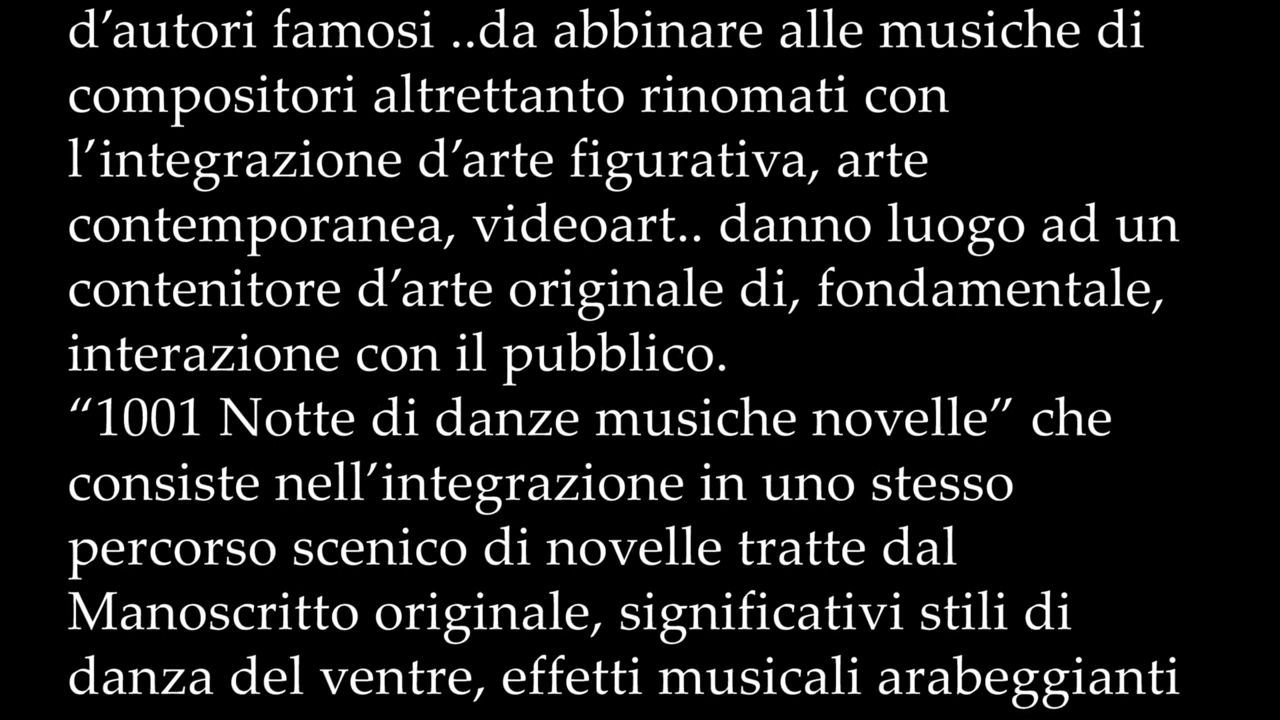 d’autori famosi ..da abbinare alle musiche di
compositori altrettanto rinomati con
l’integrazione d’arte figurativa, arte
contemporanea, videoart.. danno luogo ad un
contenitore d’arte originale di, fondamentale,
interazione con il pubblico.
“1001 Notte di danze musiche novelle” che
consiste nell’integrazione in uno stesso
percorso scenico di novelle tratte dal
Manoscritto originale, significativi stili di
danza del ventre, effetti musicali arabeggianti